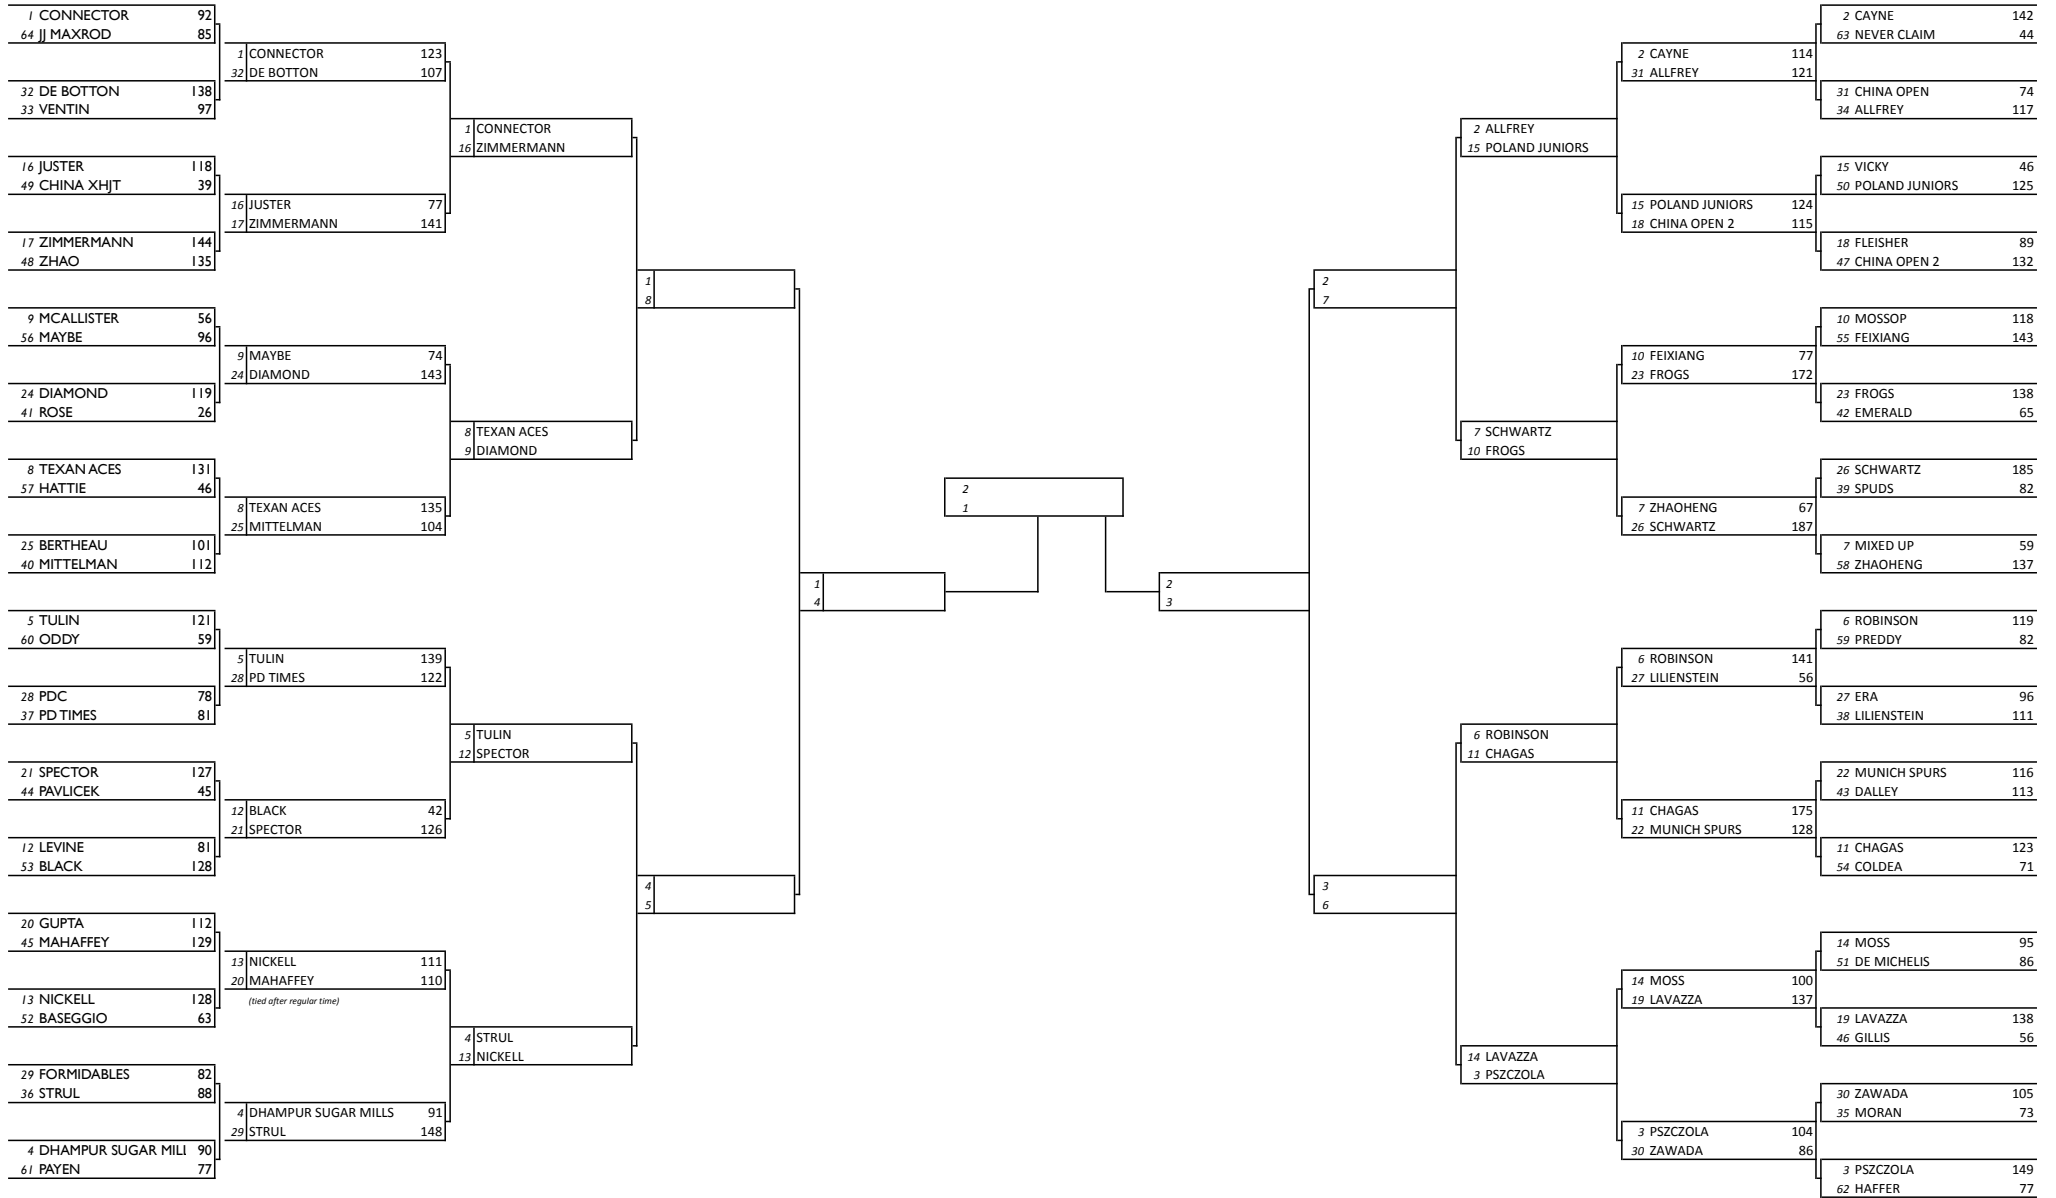 1 CONNECTOR 92
64 JJ MAXROD 85
32 DE BOTTON 138
33 VENTIN 97
16 JUSTER 118
49 CHINA XHJT 39
17 ZIMMERMANN 144
48 ZHAO 135
9 MCALLISTER 56
56 MAYBE 96
24 DIAMOND 119
41 ROSE 26
8 TEXAN ACES 131
57 HATTIE 46
25 BERTHEAU 101
40 MITTELMAN 112
5 TULIN 121
60 ODDY 59
28 PDC 78
37 PD TIMES 81
21 SPECTOR 127
44 PAVLICEK 45
12 LEVINE 81
53 BLACK 128
20 GUPTA 112
45 MAHAFFEY 129
13 NICKELL 128
52 BASEGGIO 63
29 FORMIDABLES 82
36 STRUL 88
4 DHAMPUR SUGAR MILL 90
61 PAYEN 77
1 CONNECTOR 123
32 DE BOTTON 107
16 JUSTER 77
17 ZIMMERMANN 141
9 MAYBE 74
24 DIAMOND 143
8 TEXAN ACES 135
25 MITTELMAN 104
5 TULIN 139
28 PD TIMES 122
12 BLACK 42
21 SPECTOR 126
13 NICKELL 111
20 MAHAFFEY 110
(tied after regular time)
4 DHAMPUR SUGAR MILLS 91
29 STRUL 148
1 CONNECTOR
16 ZIMMERMANN
8 TEXAN ACES
9 DIAMOND
5 TULIN
12 SPECTOR
4 STRUL
13 NICKELL
1
8
4
5
1
4
2
1
2
3
2
7
3
6
2 ALLFREY
15 POLAND JUNIORS
7 SCHWARTZ
10 FROGS
6 ROBINSON
11 CHAGAS
14 LAVAZZA
3 PSZCZOLA
2 CAYNE 114
31 ALLFREY 121
15 POLAND JUNIORS 124
18 CHINA OPEN 2 115
10 FEIXIANG 77
23 FROGS 172
7 ZHAOHENG 67
26 SCHWARTZ 187
6 ROBINSON 141
27 LILIENSTEIN 56
11 CHAGAS 175
22 MUNICH SPURS 128
14 MOSS 100
19 LAVAZZA 137
3 PSZCZOLA 104
30 ZAWADA 86
2 CAYNE 142
63 NEVER CLAIM 44
31 CHINA OPEN 74
34 ALLFREY 117
15 VICKY 46
50 POLAND JUNIORS 125
18 FLEISHER 89
47 CHINA OPEN 2 132
10 MOSSOP 118
55 FEIXIANG 143
23 FROGS 138
42 EMERALD 65
26 SCHWARTZ 185
39 SPUDS 82
7 MIXED UP 59
58 ZHAOHENG 137
6 ROBINSON 119
59 PREDDY 82
27 ERA 96
38 LILIENSTEIN 111
22 MUNICH SPURS 116
43 DALLEY 113
11 CHAGAS 123
54 COLDEA 71
14 MOSS 95
51 DE MICHELIS 86
19 LAVAZZA 138
46 GILLIS 56
30 ZAWADA 105
35 MORAN 73
3 PSZCZOLA 149
62 HAFFER 77